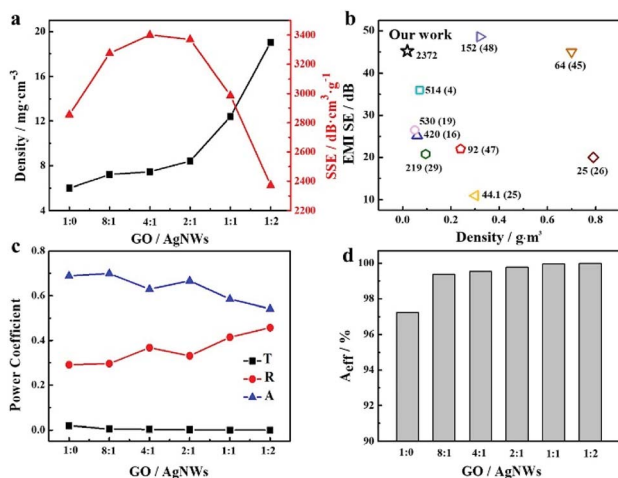 a
Density / mg·cm⁻³
20
16
12
8
4
SSE / dB·cm³·g⁻¹
3400
3200
3000
2800
2600
2400
2200
1:0 8:1 4:1 2:1 1:1 1:2
GO / AgNWs
b
EMI SE / dB
50
40
30
20
10
Our work
2372
152 (48)
64 (45)
514 (4)
530 (19)
420 (16)
92 (47)
219 (29)
25 (26)
44.1 (25)
0.0 0.2 0.4 0.6 0.8
Density / g·m³
c
Power Coefficient
0.8
0.6
0.4
0.2
0.0
T
R
A
1:0 8:1 4:1 2:1 1:1 1:2
GO / AgNWs
d
Aeff / %
100
98
96
94
92
90
1:0 8:1 4:1 2:1 1:1 1:2
GO / AgNWs